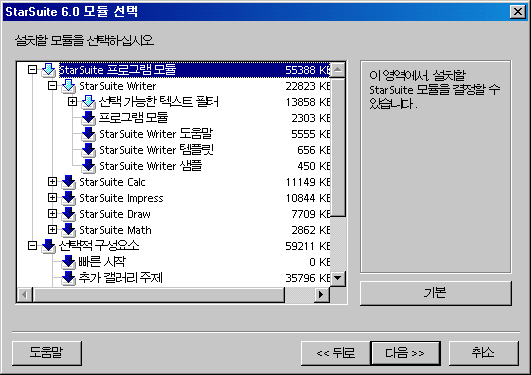 StarSuite 6.0 모듈 선택
설치할 모듈을 선택하십시오.
StarSuite 프로그램 모듈 55388 KB
StarSuite Writer 22823 KB
선택 가능한 텍스트 필터 13858 KB
프로그램 모듈 2303 KB
StarSuite Writer 도움말 5555 KB
StarSuite Writer 템플릿 656 KB
StarSuite Writer 샘플 450 KB
StarSuite Calc 11149 KB
StarSuite Impress 10844 KB
StarSuite Draw 7709 KB
StarSuite Math 2862 KB
선택적 구성요소 59211 KB
빠른 시작 0 KB
추가 갤러리 주제 35796 KB
이 영역에서, 설치할
StarSuite 모듈을 결정할 수
있습니다.
기본
도움말 << 뒤로 다음 >> 취소